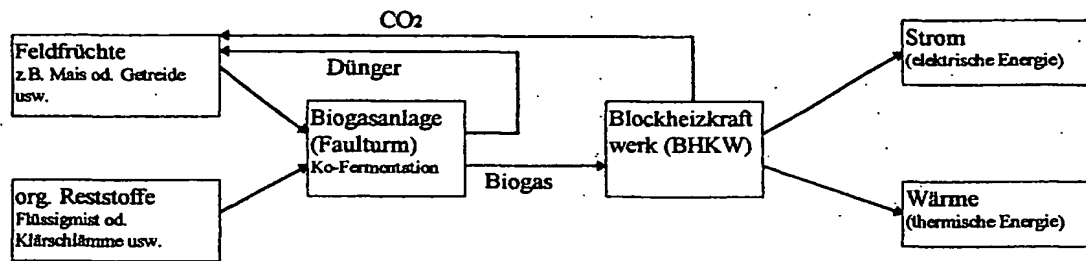 CO2
Feldfrüchte
z.B. Mais od. Getreide
usw.
Dünger
Biogasanlage
(Faulturm)
Ko-Fermentation
Biogas
Blockheizkraft
werk (BHKW)
Strom
(elektrische Energie)
org. Reststoffe
Flüssigmist od.
Klärschlämme usw.
Wärme
(thermische Energie)